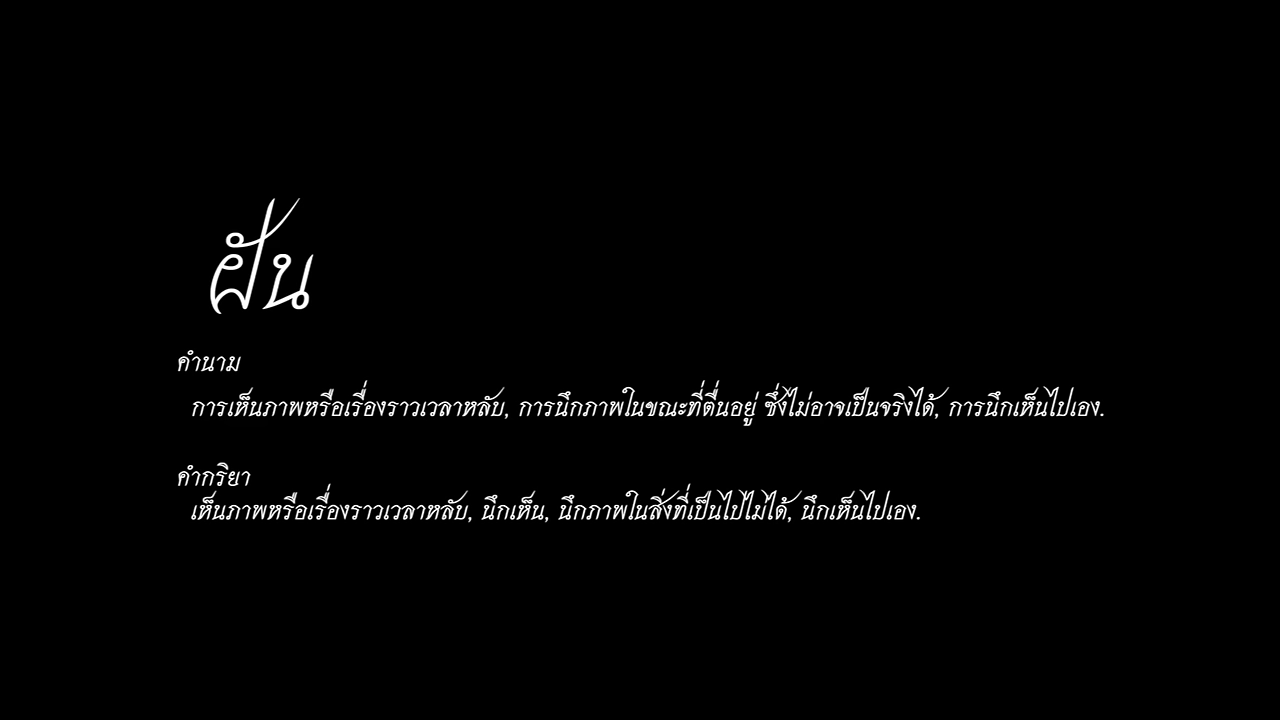 ฝัน
คำนาม
การเห็นภาพหรือเรื่องราวเวลาหลับ, การนึกภาพในขณะที่ตื่นอยู่ ซึ่งไม่อาจเป็นจริงได้, การนึกเห็นไปเอง.
คำกริยา
เห็นภาพหรือเรื่องราวเวลาหลับ, นึกเห็น, นึกภาพในสิ่งที่เป็นไปไม่ได้, นึกเห็นไปเอง.